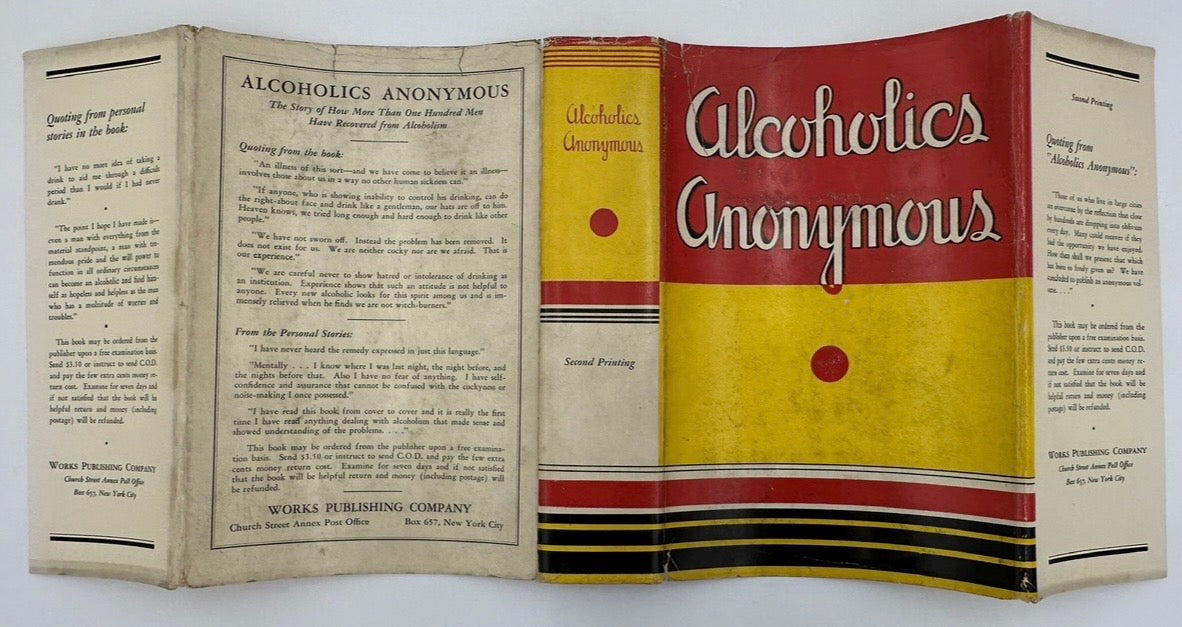 Quoting from personal
stories in the book:
"I have no more idea of taking a
drink to aid me through a difficult
period than I would if I had never
drank."
"The point I hope I have made is—
even a man with everything from the
material standpoint, a man with tre-
mendous pride and the will power to
function in all ordinary circumstances
can become an alcoholic and find him-
self as hopeless and helpless as the man
who has a multitude of worries and
troubles."
This book may be ordered from the
publisher upon a free examination basis.
Send $3.50 or instruct to send C.O.D.
and pay the few extra cents money re-
turn cost. Examine for seven days and
if not satisfied that the book will be
helpful return and money (including
postage) will be refunded.
WORKS PUBLISHING COMPANY
Church Street Annex Post Office
Box 657, New York City
ALCOHOLICS ANONYMOUS
The Story of How More Than One Hundred Men
Have Recovered from Alcoholism
Quoting from the book:
"An illness of this sort—and we have come to believe it an illness—
involves those about us in a way no other human sickness can."
"If anyone, who is showing inability to control his drinking, can do
the right-about face and drink like a gentleman, our hats are off to him.
Heaven knows, we tried long enough and hard enough to drink like other
people."
"We have not sworn off. Instead the problem has been removed. It
does not exist for us. We are neither cocky nor are we afraid. That is
our experience."
"We are careful never to show hatred or intolerance of drinking as
an institution. Experience shows that such an attitude is not helpful to
anyone. Every new alcoholic looks for this spirit among us and is im-
mensely relieved when he finds we are not witch-burners."
From the Personal Stories:
"I have never heard the remedy expressed in just this language."
"Mentally . . . I know where I was last night, the night before, and
the nights before that. Also I have no fear of anything. I have self-
confidence and assurance that cannot be confused with the cockyness or
noise-making I once possessed."
"I have read this book from cover to cover and it is really the first
time I have read anything dealing with alcoholism that made sense and
showed understanding of the problems. . . ."
This book may be ordered from the publisher upon a free examina-
tion basis. Send $3.50 or instruct to send C.O.D. and pay the few extra
cents money return cost. Examine for seven days and if not satisfied
that the book will be helpful return and money (including postage) will
be refunded.
WORKS PUBLISHING COMPANY
Church Street Annex Post Office Box 657, New York City
Alcoholics
Anonymous
Second Printing
Alcoholics
Anonymous
Second Printing
Quoting from
"Alcoholics Anonymous":
"Those of us who live in large cities
are overcome by the reflection that close
by hundreds are dropping into oblivion
every day. Many could recover if they
had the opportunity we have enjoyed.
How then shall we present that which
has been so freely given us? We have
concluded to publish an anonymous vol-
ume. . . ."
This book may be ordered from the
publisher upon a free examination basis.
Send $3.50 or instruct to send C.O.D.
and pay the few extra cents money re-
turn cost. Examine for seven days and
if not satisfied that the book will be
helpful return and money (including
postage) will be refunded.
WORKS PUBLISHING COMPANY
Church Street Annex Post Office
Box 657, New York City